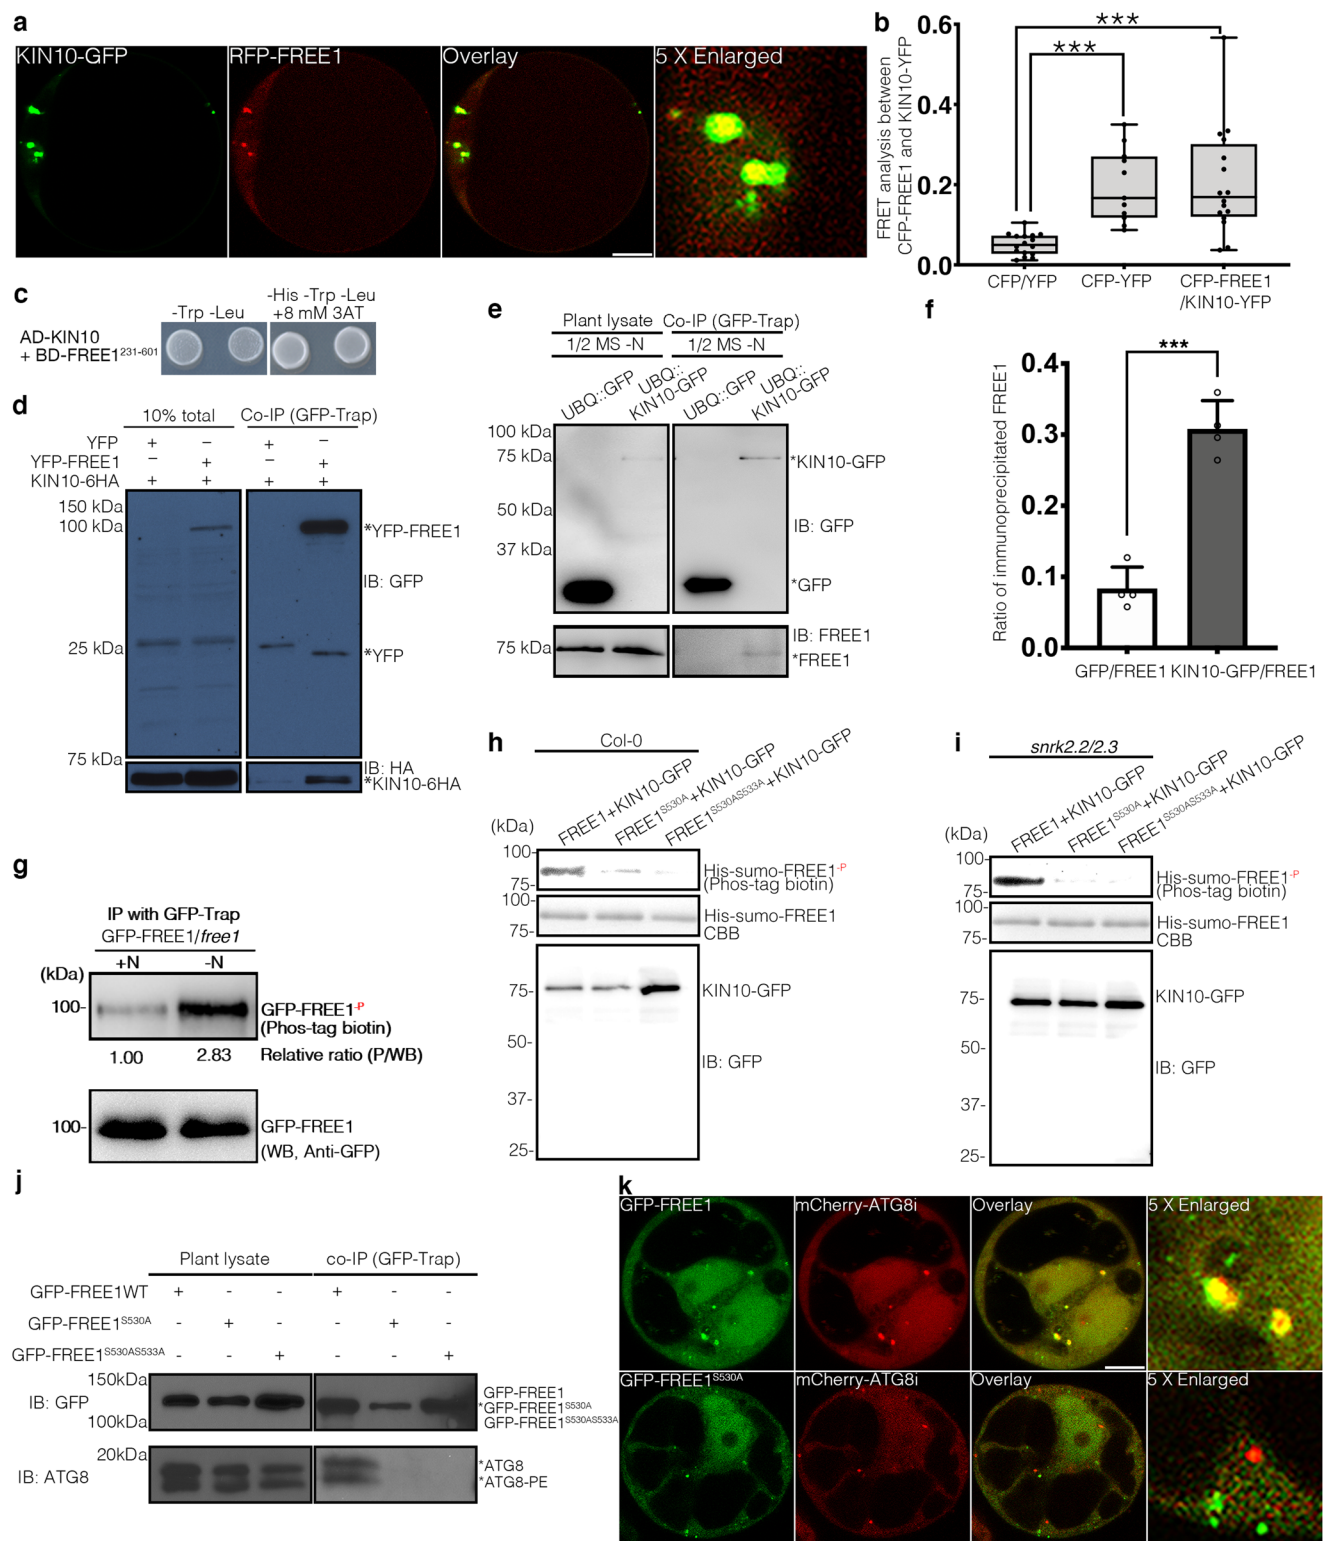 a
KIN10-GFP
RFP-FREE1
Overlay
5 X Enlarged
b
FRET analysis between
CFP-FREE1 and KIN10-YFP
0.6
0.4
0.2
0.0
***
***
CFP/YFP
CFP-YFP
CFP-FREE1
/KIN10-YFP
c
-Trp -Leu
-His -Trp -Leu
+8 mM 3AT
AD-KIN10
+ BD-FREE1231-601
d
10% total
Co-IP (GFP-Trap)
YFP + – + –
YFP-FREE1 – + – +
KIN10-6HA + + + +
150 kDa
100 kDa
25 kDa
75 kDa
*YFP-FREE1
IB: GFP
*YFP
IB: HA
*KIN10-6HA
e
Plant lysate
Co-IP (GFP-Trap)
1/2 MS -N
1/2 MS -N
UBQ::GFP
UBQ::
KIN10-GFP
UBQ::GFP
UBQ::
KIN10-GFP
100 kDa
75 kDa
50 kDa
37 kDa
75 kDa
*KIN10-GFP
IB: GFP
*GFP
IB: FREE1
*FREE1
f
Ratio of immunoprecipitated FREE1
0.4
0.3
0.2
0.1
0.0
***
GFP/FREE1
KIN10-GFP/FREE1
g
IP with GFP-Trap
GFP-FREE1/free1
+N
-N
(kDa)
100-
GFP-FREE1-P
(Phos-tag biotin)
1.00
2.83
Relative ratio (P/WB)
100-
GFP-FREE1
(WB, Anti-GFP)
h
Col-0
FREE1+KIN10-GFP
FREE1S530A+KIN10-GFP
FREE1S530AS533A+KIN10-GFP
(kDa)
100-
75-
His-sumo-FREE1-P
(Phos-tag biotin)
100-
75-
His-sumo-FREE1
CBB
75-
50-
37-
25-
KIN10-GFP
IB: GFP
i
snrk2.2/2.3
FREE1+KIN10-GFP
FREE1S530A+KIN10-GFP
FREE1S530AS533A+KIN10-GFP
(kDa)
100-
75-
His-sumo-FREE1-P
(Phos-tag biotin)
100-
75-
His-sumo-FREE1
CBB
75-
50-
37-
25-
KIN10-GFP
IB: GFP
j
Plant lysate
co-IP (GFP-Trap)
GFP-FREE1WT + - - + - -
GFP-FREE1S530A - + - - + -
GFP-FREE1S530AS533A - - + - - +
150kDa
IB: GFP
100kDa
GFP-FREE1
*GFP-FREE1S530A
GFP-FREE1S530AS533A
20kDa
IB: ATG8
*ATG8
*ATG8-PE
k
GFP-FREE1
mCherry-ATG8i
Overlay
5 X Enlarged
GFP-FREE1S530A
mCherry-ATG8i
Overlay
5 X Enlarged